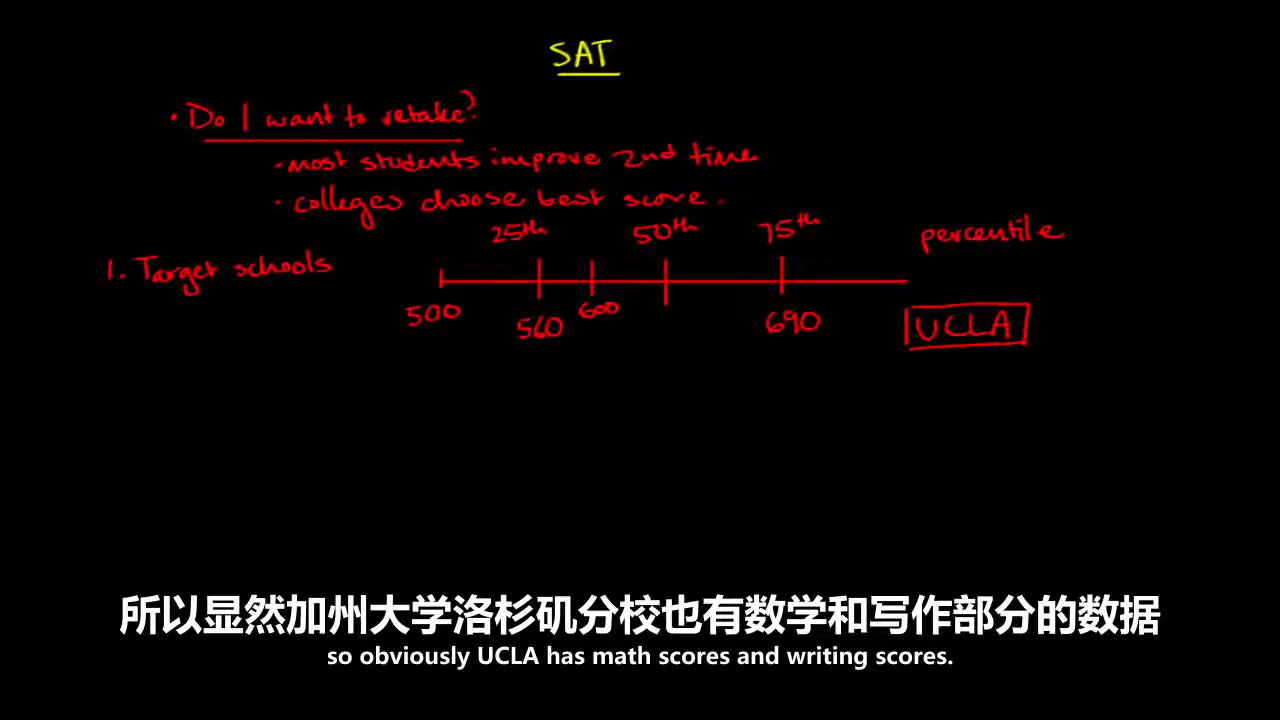 SAT
· Do I want to retake?
· most students improve 2nd time
· colleges choose best score.
25th 50th 75th percentile
1. Target schools
500 560 600 690 UCLA
所以显然加州大学洛杉矶分校也有数学和写作部分的数据
so obviously UCLA has math scores and writing scores.